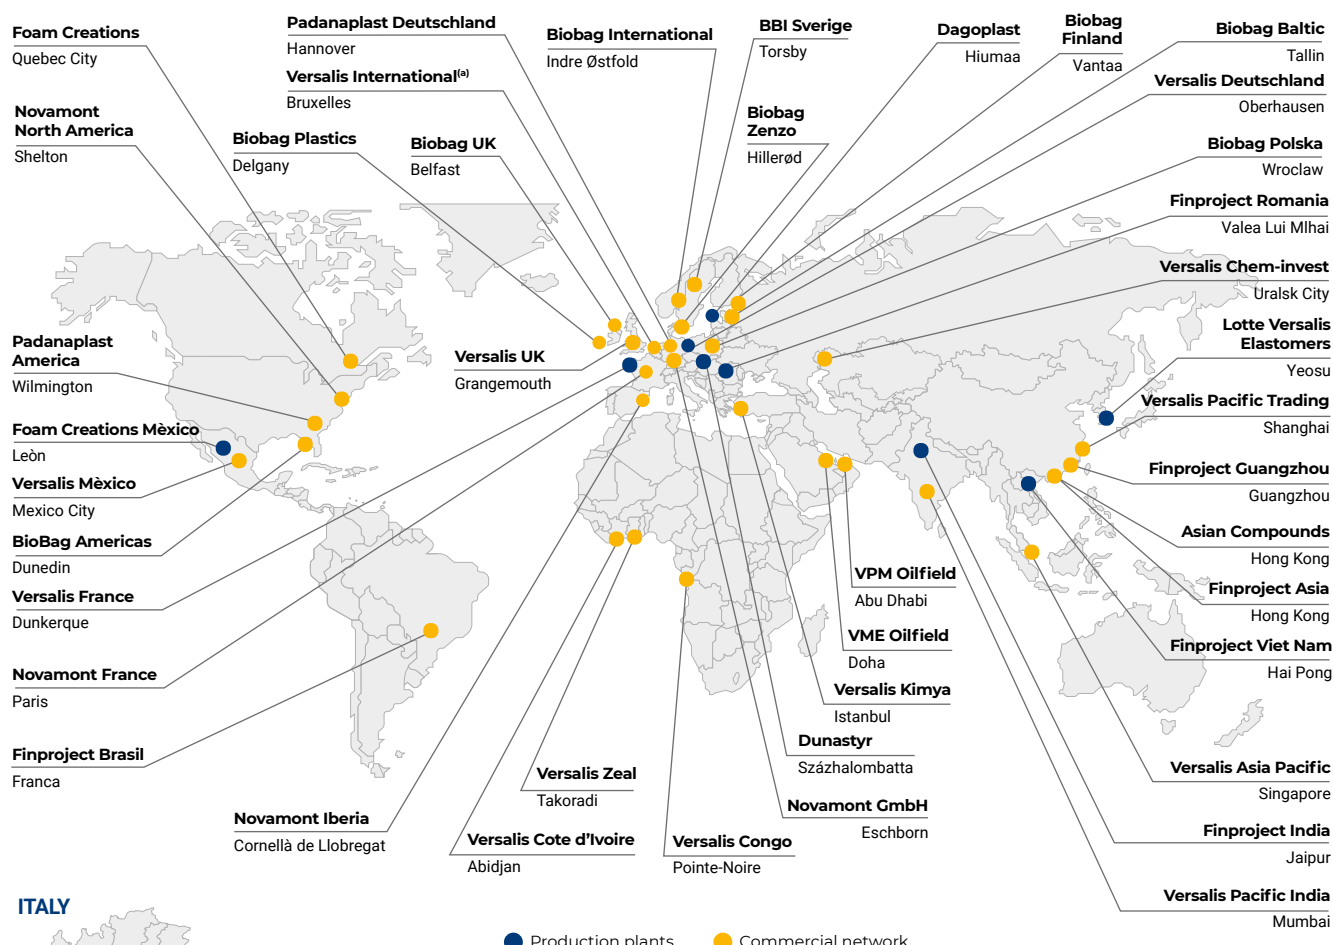 Foam Creations
Quebec City
Novamont
North America
Shelton
Padanaplast Deutschland
Hannover
Versalis International(a)
Bruxelles
Biobag Plastics
Delgany
Biobag UK
Belfast
Biobag International
Indre Østfold
BBI Sverige
Torsby
Biobag
Zenzo
Hillerød
Dagoplast
Hiumaa
Biobag
Finland
Vantaa
Biobag Baltic
Tallin
Versalis Deutschland
Oberhausen
Biobag Polska
Wroclaw
Finproject Romania
Valea Lui MIhai
Versalis Chem-invest
Uralsk City
Lotte Versalis
Elastomers
Yeosu
Versalis Pacific Trading
Shanghai
Finproject Guangzhou
Guangzhou
Asian Compounds
Hong Kong
Finproject Asia
Hong Kong
Finproject Viet Nam
Hai Pong
Versalis Asia Pacific
Singapore
Finproject India
Jaipur
Versalis Pacific India
Mumbai
Padanaplast
America
Wilmington
Foam Creations Mèxico
Leòn
Versalis Mèxico
Mexico City
BioBag Americas
Dunedin
Versalis France
Dunkerque
Novamont France
Paris
Finproject Brasil
Franca
Versalis UK
Grangemouth
Novamont Iberia
Cornellà de Llobregat
Versalis Zeal
Takoradi
Versalis Cote d’Ivoire
Abidjan
Versalis Congo
Pointe-Noire
VPM Oilfield
Abu Dhabi
VME Oilfield
Doha
Versalis Kimya
Istanbul
Dunastyr
Százhalombatta
Novamont GmbH
Eschborn
ITALY
Production plants
Commercial network